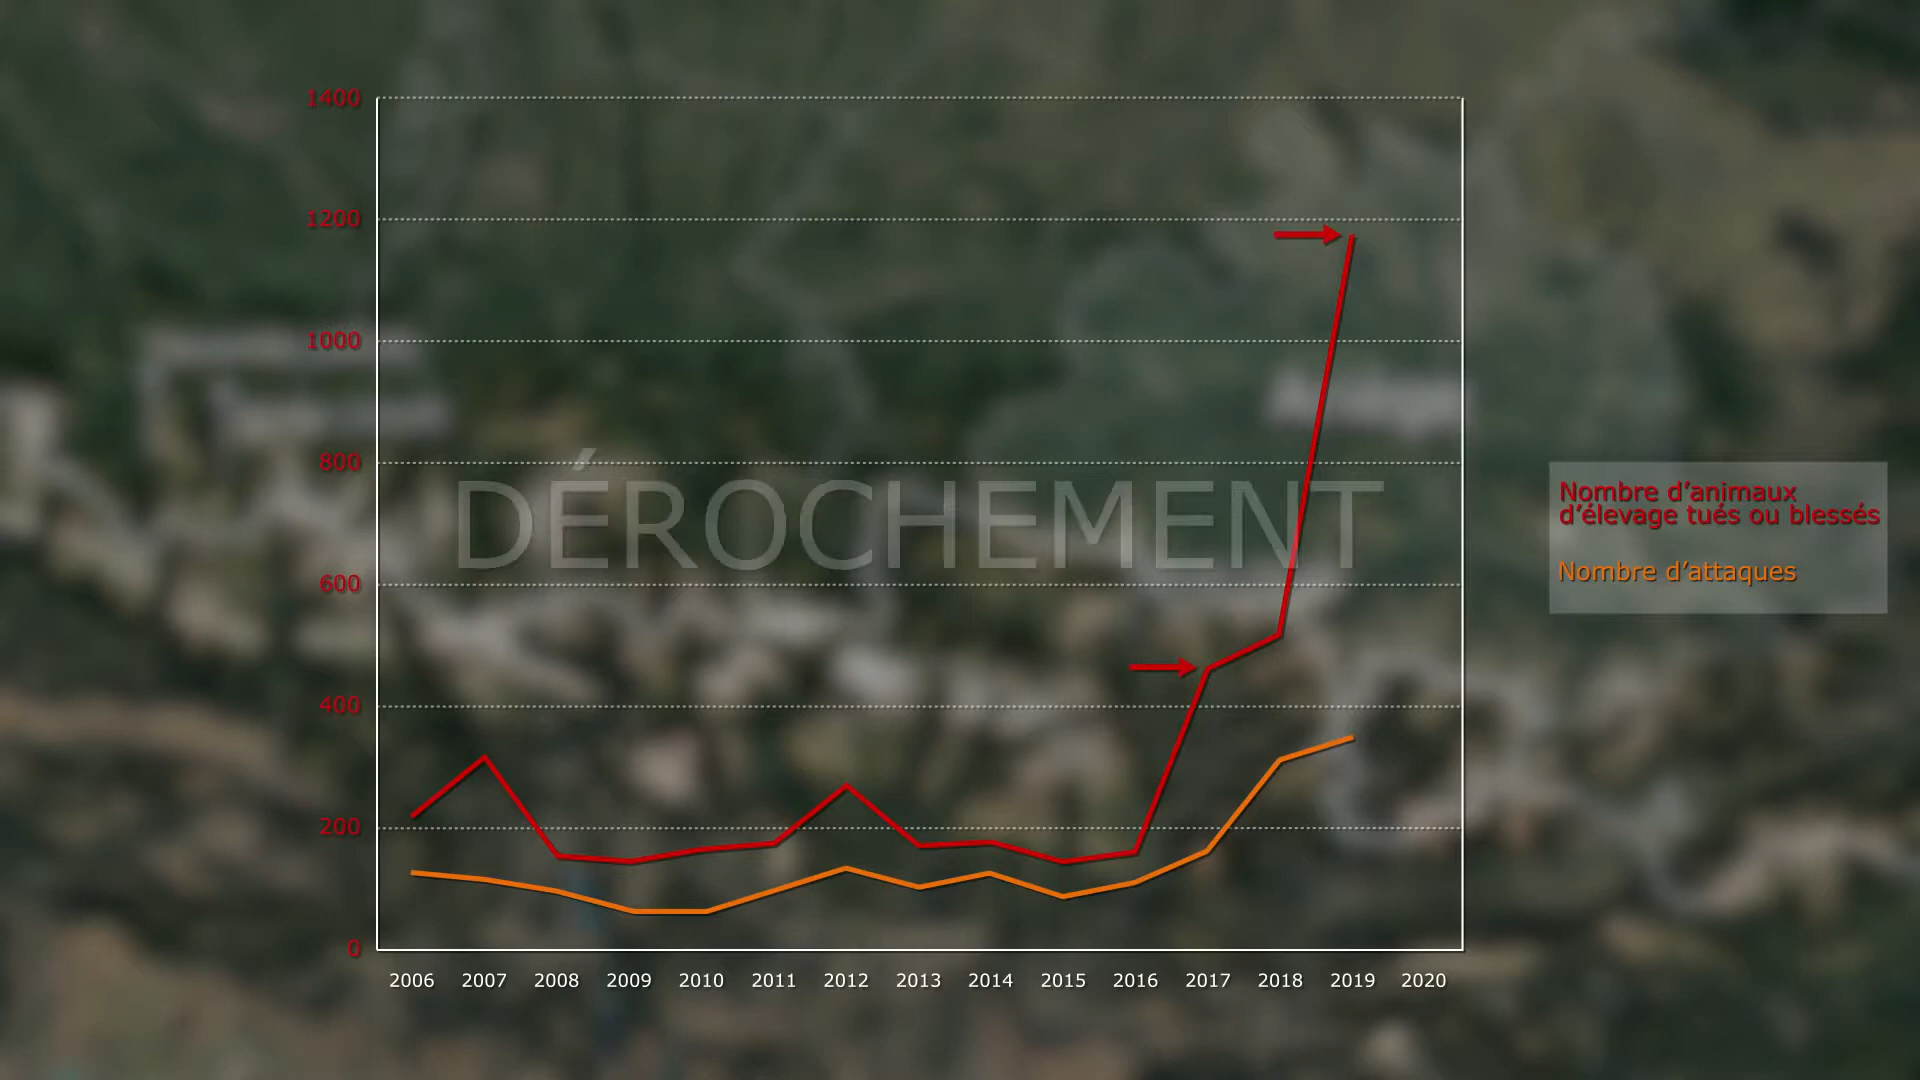 1400
1200
1000
800
DÉROCHEMENT
600
400
200
0
2006 2007 2008 2009 2010 2011 2012 2013 2014 2015 2016 2017 2018 2019 2020
Nombre d’animaux
d’élevage tués ou blessés
Nombre d’attaques